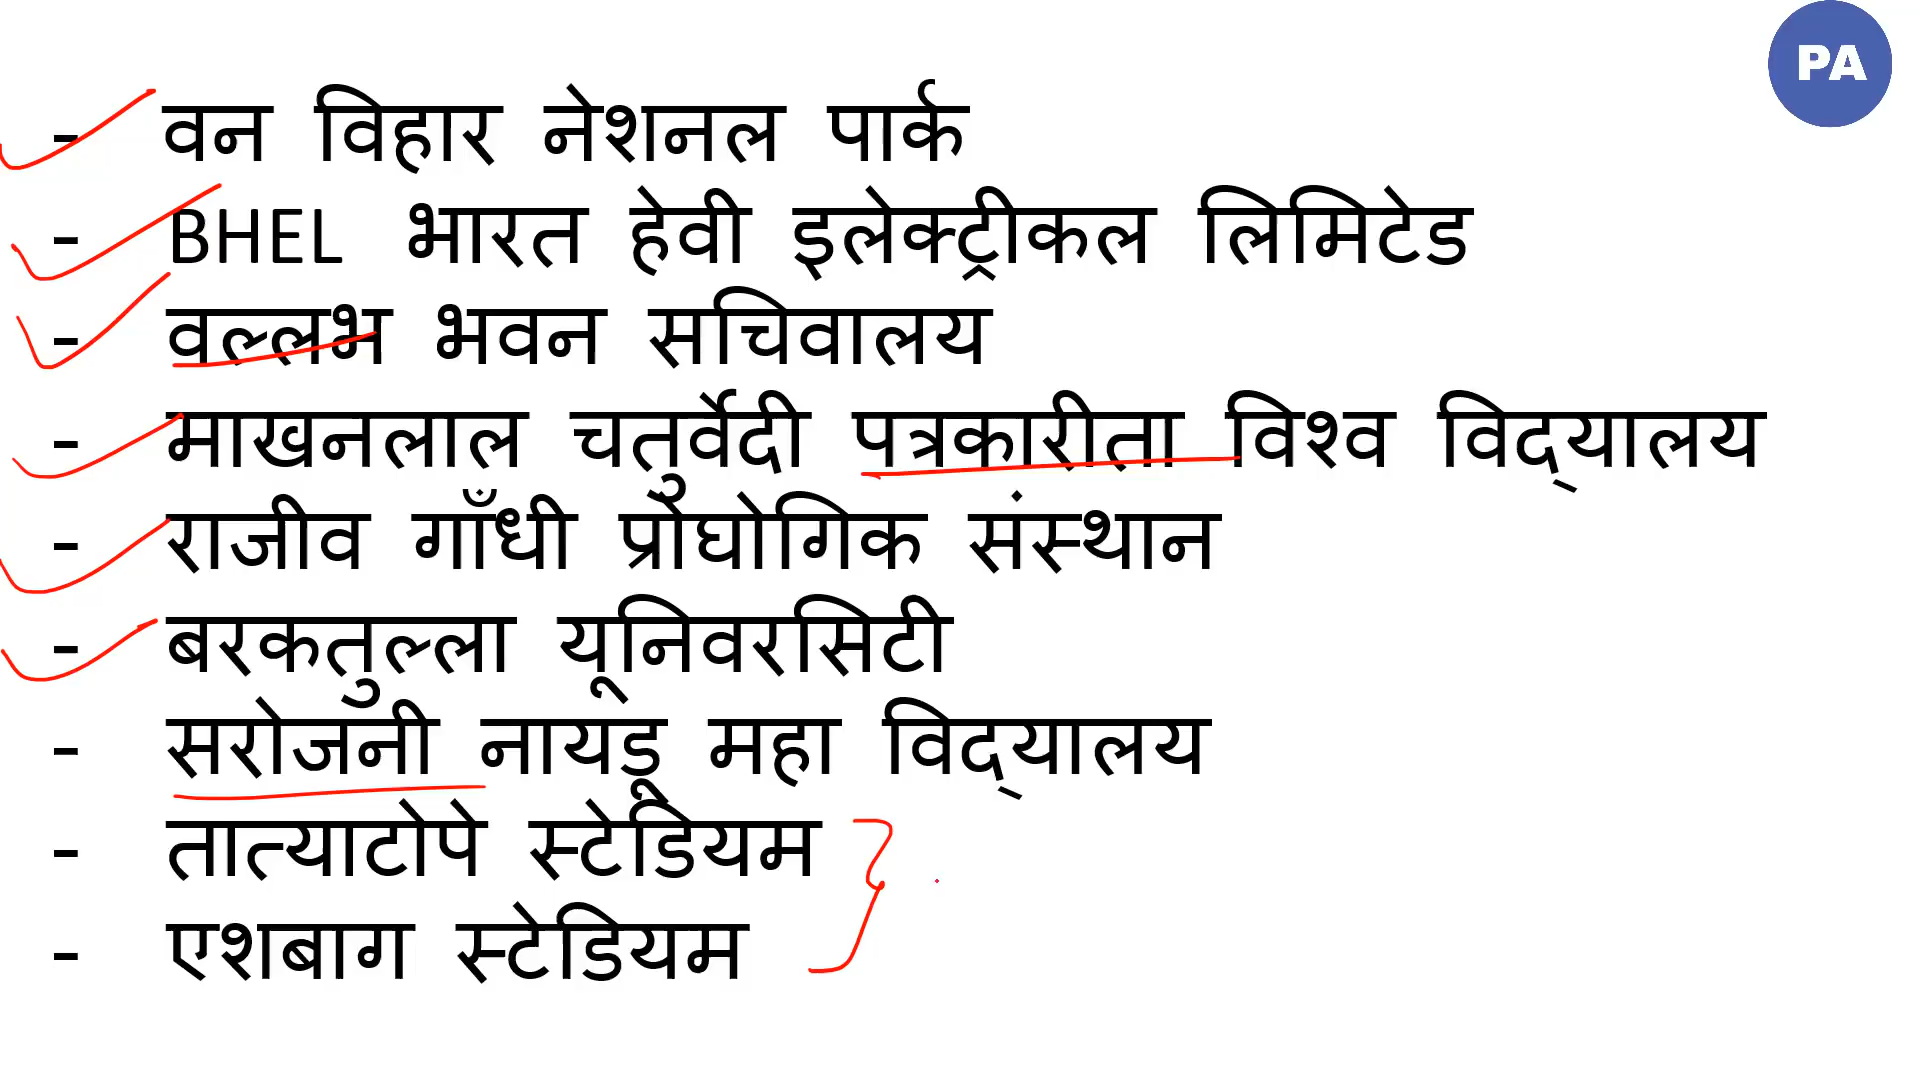 PA
- वन विहार नेशनल पार्क
- BHEL भारत हेवी इलेक्ट्रीकल लिमिटेड
- वल्लभ भवन सचिवालय
- माखनलाल चतुर्वेदी पत्रकारीता विश्व विद्‌यालय
- राजीव गाँधी प्रोघोगिक संस्थान
- बरकतुल्ला यूनिवरसिटी
- सरोजनी नायडू महा विद्‌यालय
- तात्याटोपे स्टेडियम
- एशबाग स्टेडियम